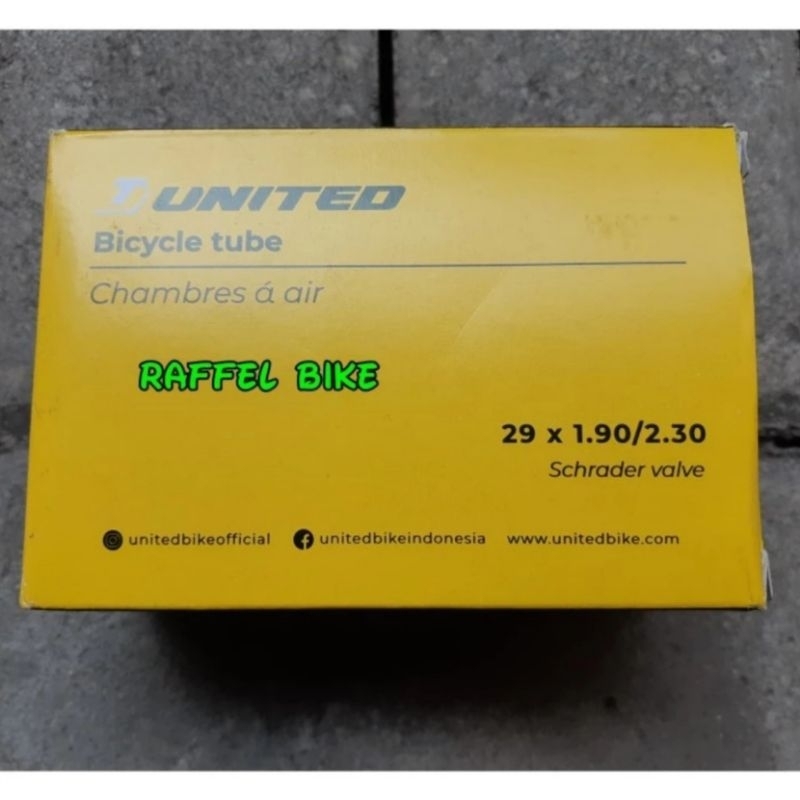 UNITED
Bicycle tube
Chambres á air
RAFFEL BIKE
29 x 1.90/2.30
Schrader valve
unitedbikeofficial unitedbikeindonesia www.unitedbike.com